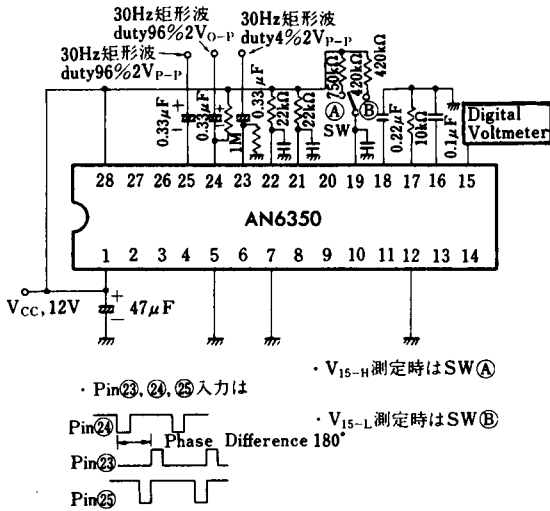 30Hz矩形波
duty96%2V₀₋ₚ
30Hz矩形波
duty4%2Vₚ₋ₚ
30Hz矩形波
duty96%2Vₚ₋ₚ
0.33μF
+
−
0.33μF
+
1M
0.33μF
22kΩ
22kΩ
750kΩ
420kΩ
420kΩ
Ⓐ
Ⓑ
SW
0.22μF
10kΩ
0.1μF
Digital
Voltmeter
28 27 26 25 24 23 22 21 20 19 18 17 16 15
AN6350
1 2 3 4 5 6 7 8 9 10 11 12 13 14
V_CC, 12V
+
−
47μF
・V₁₅₋H測定時はSWⒶ
・V₁₅₋L測定時はSWⒷ
・Pin㉓,㉔,㉕入力は
Pin㉔
Phase Difference 180°
Pin㉓
Pin㉕